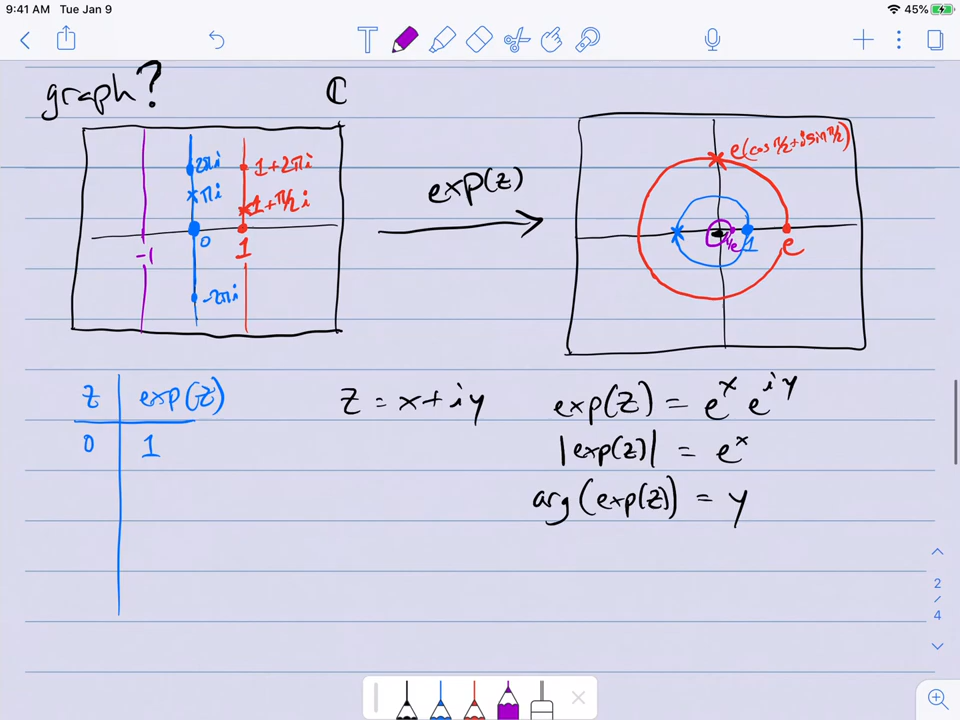 9:41 AM Tue Jan 9
45%
T
graph?
ℂ
2πi
1+2πi
πi
1+π/2 i
0
1
-1
-2πi
exp(z)
e(cos π/2 + i sin π/2)
1/e
1
e
z exp(z)
0 1
z = x + iy
exp(z) = e^x e^{iy}
|exp(z)| = e^x
arg(exp(z)) = y
2
/
4